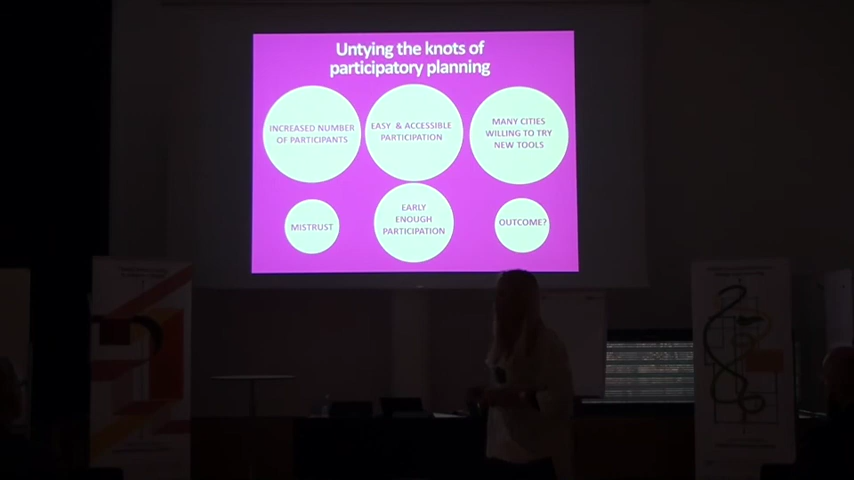 Untying the knots of
participatory planning
INCREASED NUMBER
OF PARTICIPANTS
EASY & ACCESSIBLE
PARTICIPATION
MANY CITIES
WILLING TO TRY
NEW TOOLS
MISTRUST
EARLY
ENOUGH
PARTICIPATION
OUTCOME?